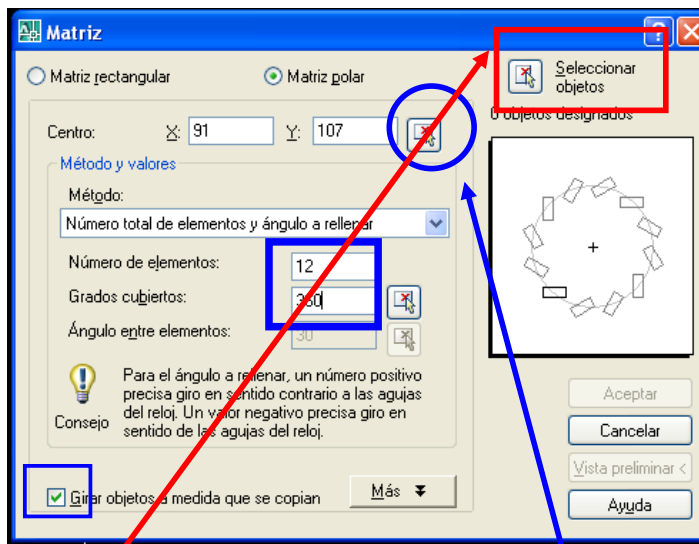 Matriz
Matriz rectangular
Matriz polar
Seleccionar
objetos
0 objetos designados
Centro:
X: 91
Y: 107
Método y valores
Método:
Número total de elementos y ángulo a rellenar
Número de elementos:
12
Grados cubiertos:
360
Ángulo entre elementos:
30
Para el ángulo a rellenar, un número positivo
precisa giro en sentido contrario a las agujas
del reloj. Un valor negativo precisa giro en
sentido de las agujas del reloj.
Consejo
Girar objetos a medida que se copian
Más
Aceptar
Cancelar
Vista preliminar <
Ayuda